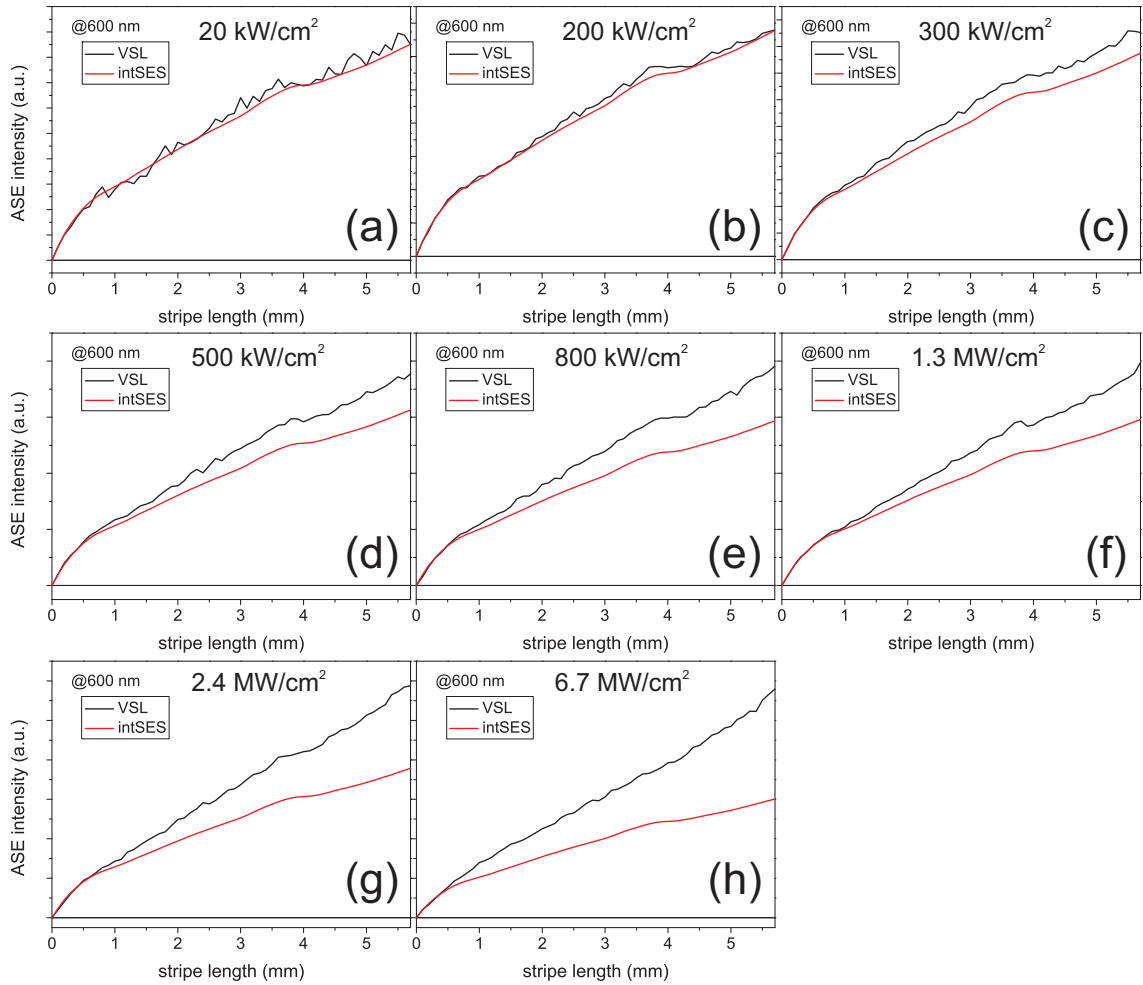 ASE intensity (a.u.)
@600 nm
20 kW/cm²
VSL
intSES
(a)
0 1 2 3 4 5
stripe length (mm)
@600 nm
200 kW/cm²
VSL
intSES
(b)
0 1 2 3 4 5
stripe length (mm)
@600 nm
300 kW/cm²
VSL
intSES
(c)
0 1 2 3 4 5
stripe length (mm)
ASE intensity (a.u.)
@600 nm
500 kW/cm²
VSL
intSES
(d)
0 1 2 3 4 5
stripe length (mm)
@600 nm
800 kW/cm²
VSL
intSES
(e)
0 1 2 3 4 5
stripe length (mm)
@600 nm
1.3 MW/cm²
VSL
intSES
(f)
0 1 2 3 4 5
stripe length (mm)
ASE intensity (a.u.)
@600 nm
2.4 MW/cm²
VSL
intSES
(g)
0 1 2 3 4 5
stripe length (mm)
@600 nm
6.7 MW/cm²
VSL
intSES
(h)
0 1 2 3 4 5
stripe length (mm)